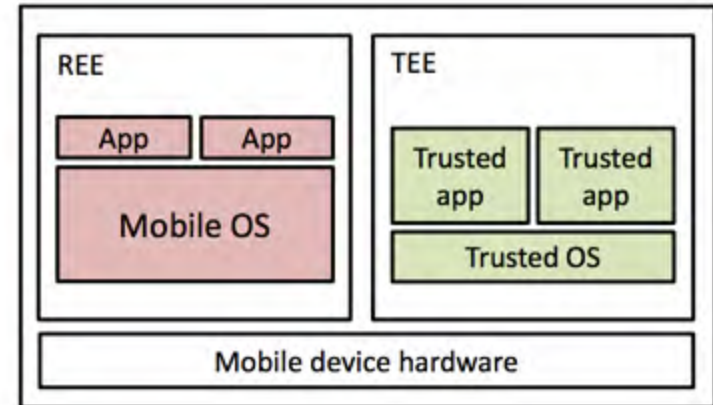 REE
App
App
Mobile OS
TEE
Trusted
app
Trusted
app
Trusted OS
Mobile device hardware